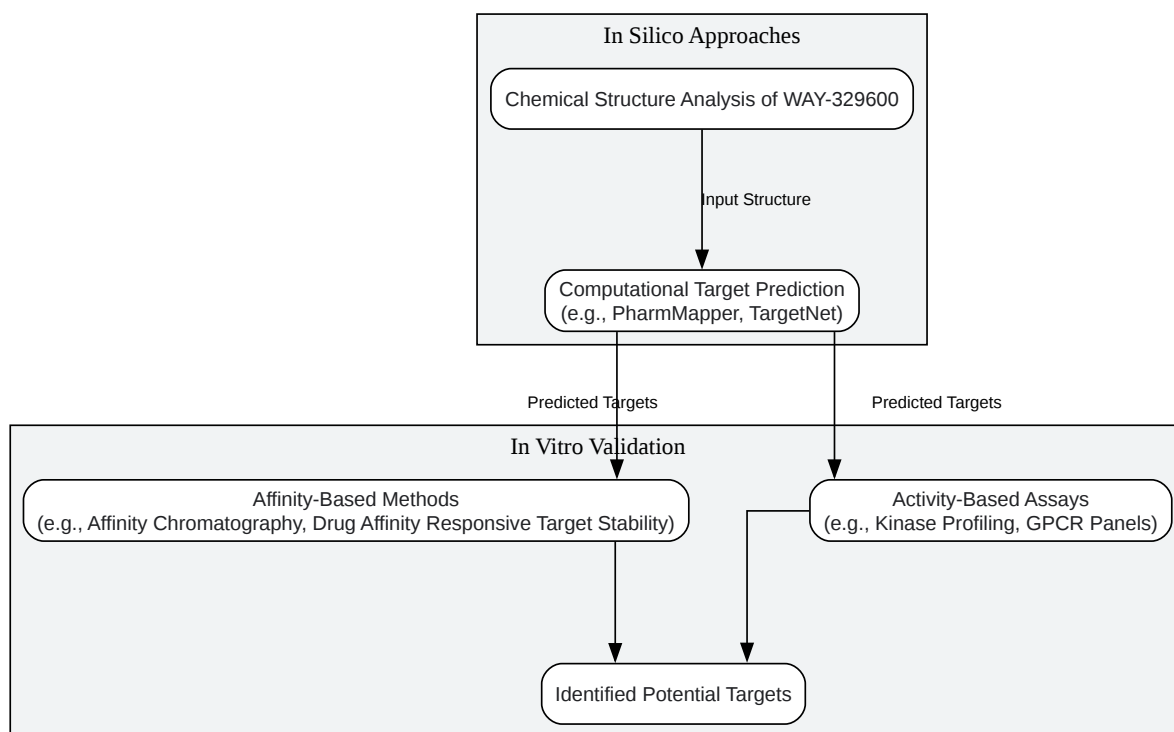 In Silico Approaches
Chemical Structure Analysis of WAY-329600
Input Structure
Computational Target Prediction
(e.g., PharmMapper, TargetNet)
Predicted Targets
Predicted Targets
In Vitro Validation
Affinity-Based Methods
(e.g., Affinity Chromatography, Drug Affinity Responsive Target Stability)
Activity-Based Assays
(e.g., Kinase Profiling, GPCR Panels)
Identified Potential Targets